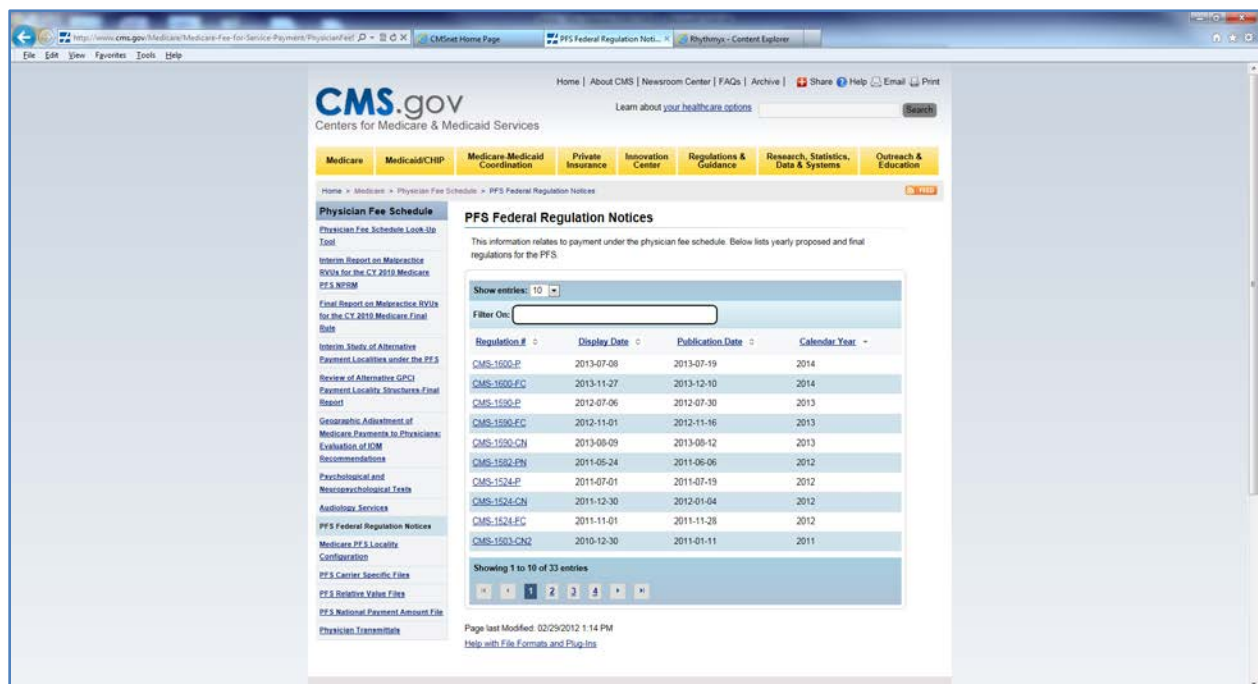 http://www.cms.gov/Medicare/Medicare-Fee-for-Service-Payment/PhysicianFeeS
CMSnet Home Page
PFS Federal Regulation Noti...
Rhythmyx - Content Explorer
File Edit View Favorites Tools Help
Home | About CMS | Newsroom Center | FAQs | Archive | Share Help Email Print
CMS.gov
Learn about your healthcare options
Search
Centers for Medicare & Medicaid Services
Medicare
Medicaid/CHIP
Medicare-Medicaid
Coordination
Private
Insurance
Innovation
Center
Regulations &
Guidance
Research, Statistics,
Data & Systems
Outreach &
Education
Home > Medicare > Physician Fee Schedule > PFS Federal Regulation Notices
FEED
Physician Fee Schedule
Physician Fee Schedule Look-Up
Tool
Interim Report on Malpractice
RVUs for the CY 2010 Medicare
PFS NPRM
Final Report on Malpractice RVUs
for the CY 2010 Medicare Final
Rule
Interim Study of Alternative
Payment Localities under the PFS
Review of Alternative GPCI
Payment Locality Structures-Final
Report
Geographic Adjustment of
Medicare Payments to Physicians:
Evaluation of IOM
Recommendations
Psychological and
Neuropsychological Tests
Audiology Services
PFS Federal Regulation Notices
Medicare PFS Locality
Configuration
PFS Carrier Specific Files
PFS Relative Value Files
PFS National Payment Amount File
Physician Transmittals
PFS Federal Regulation Notices
This information relates to payment under the physician fee schedule. Below lists yearly proposed and final
regulations for the PFS.
Show entries: 10
Filter On:
Regulation # Display Date Publication Date Calendar Year
CMS-1600-P 2013-07-08 2013-07-19 2014
CMS-1600-FC 2013-11-27 2013-12-10 2014
CMS-1590-P 2012-07-06 2012-07-30 2013
CMS-1590-FC 2012-11-01 2012-11-16 2013
CMS-1590-CN 2013-08-09 2013-08-12 2013
CMS-1582-PN 2011-05-24 2011-06-06 2012
CMS-1524-P 2011-07-01 2011-07-19 2012
CMS-1524-CN 2011-12-30 2012-01-04 2012
CMS-1524-FC 2011-11-01 2011-11-28 2012
CMS-1503-CN2 2010-12-30 2011-01-11 2011
Showing 1 to 10 of 33 entries
1 2 3 4
Page last Modified: 02/29/2012 1:14 PM
Help with File Formats and Plug-Ins